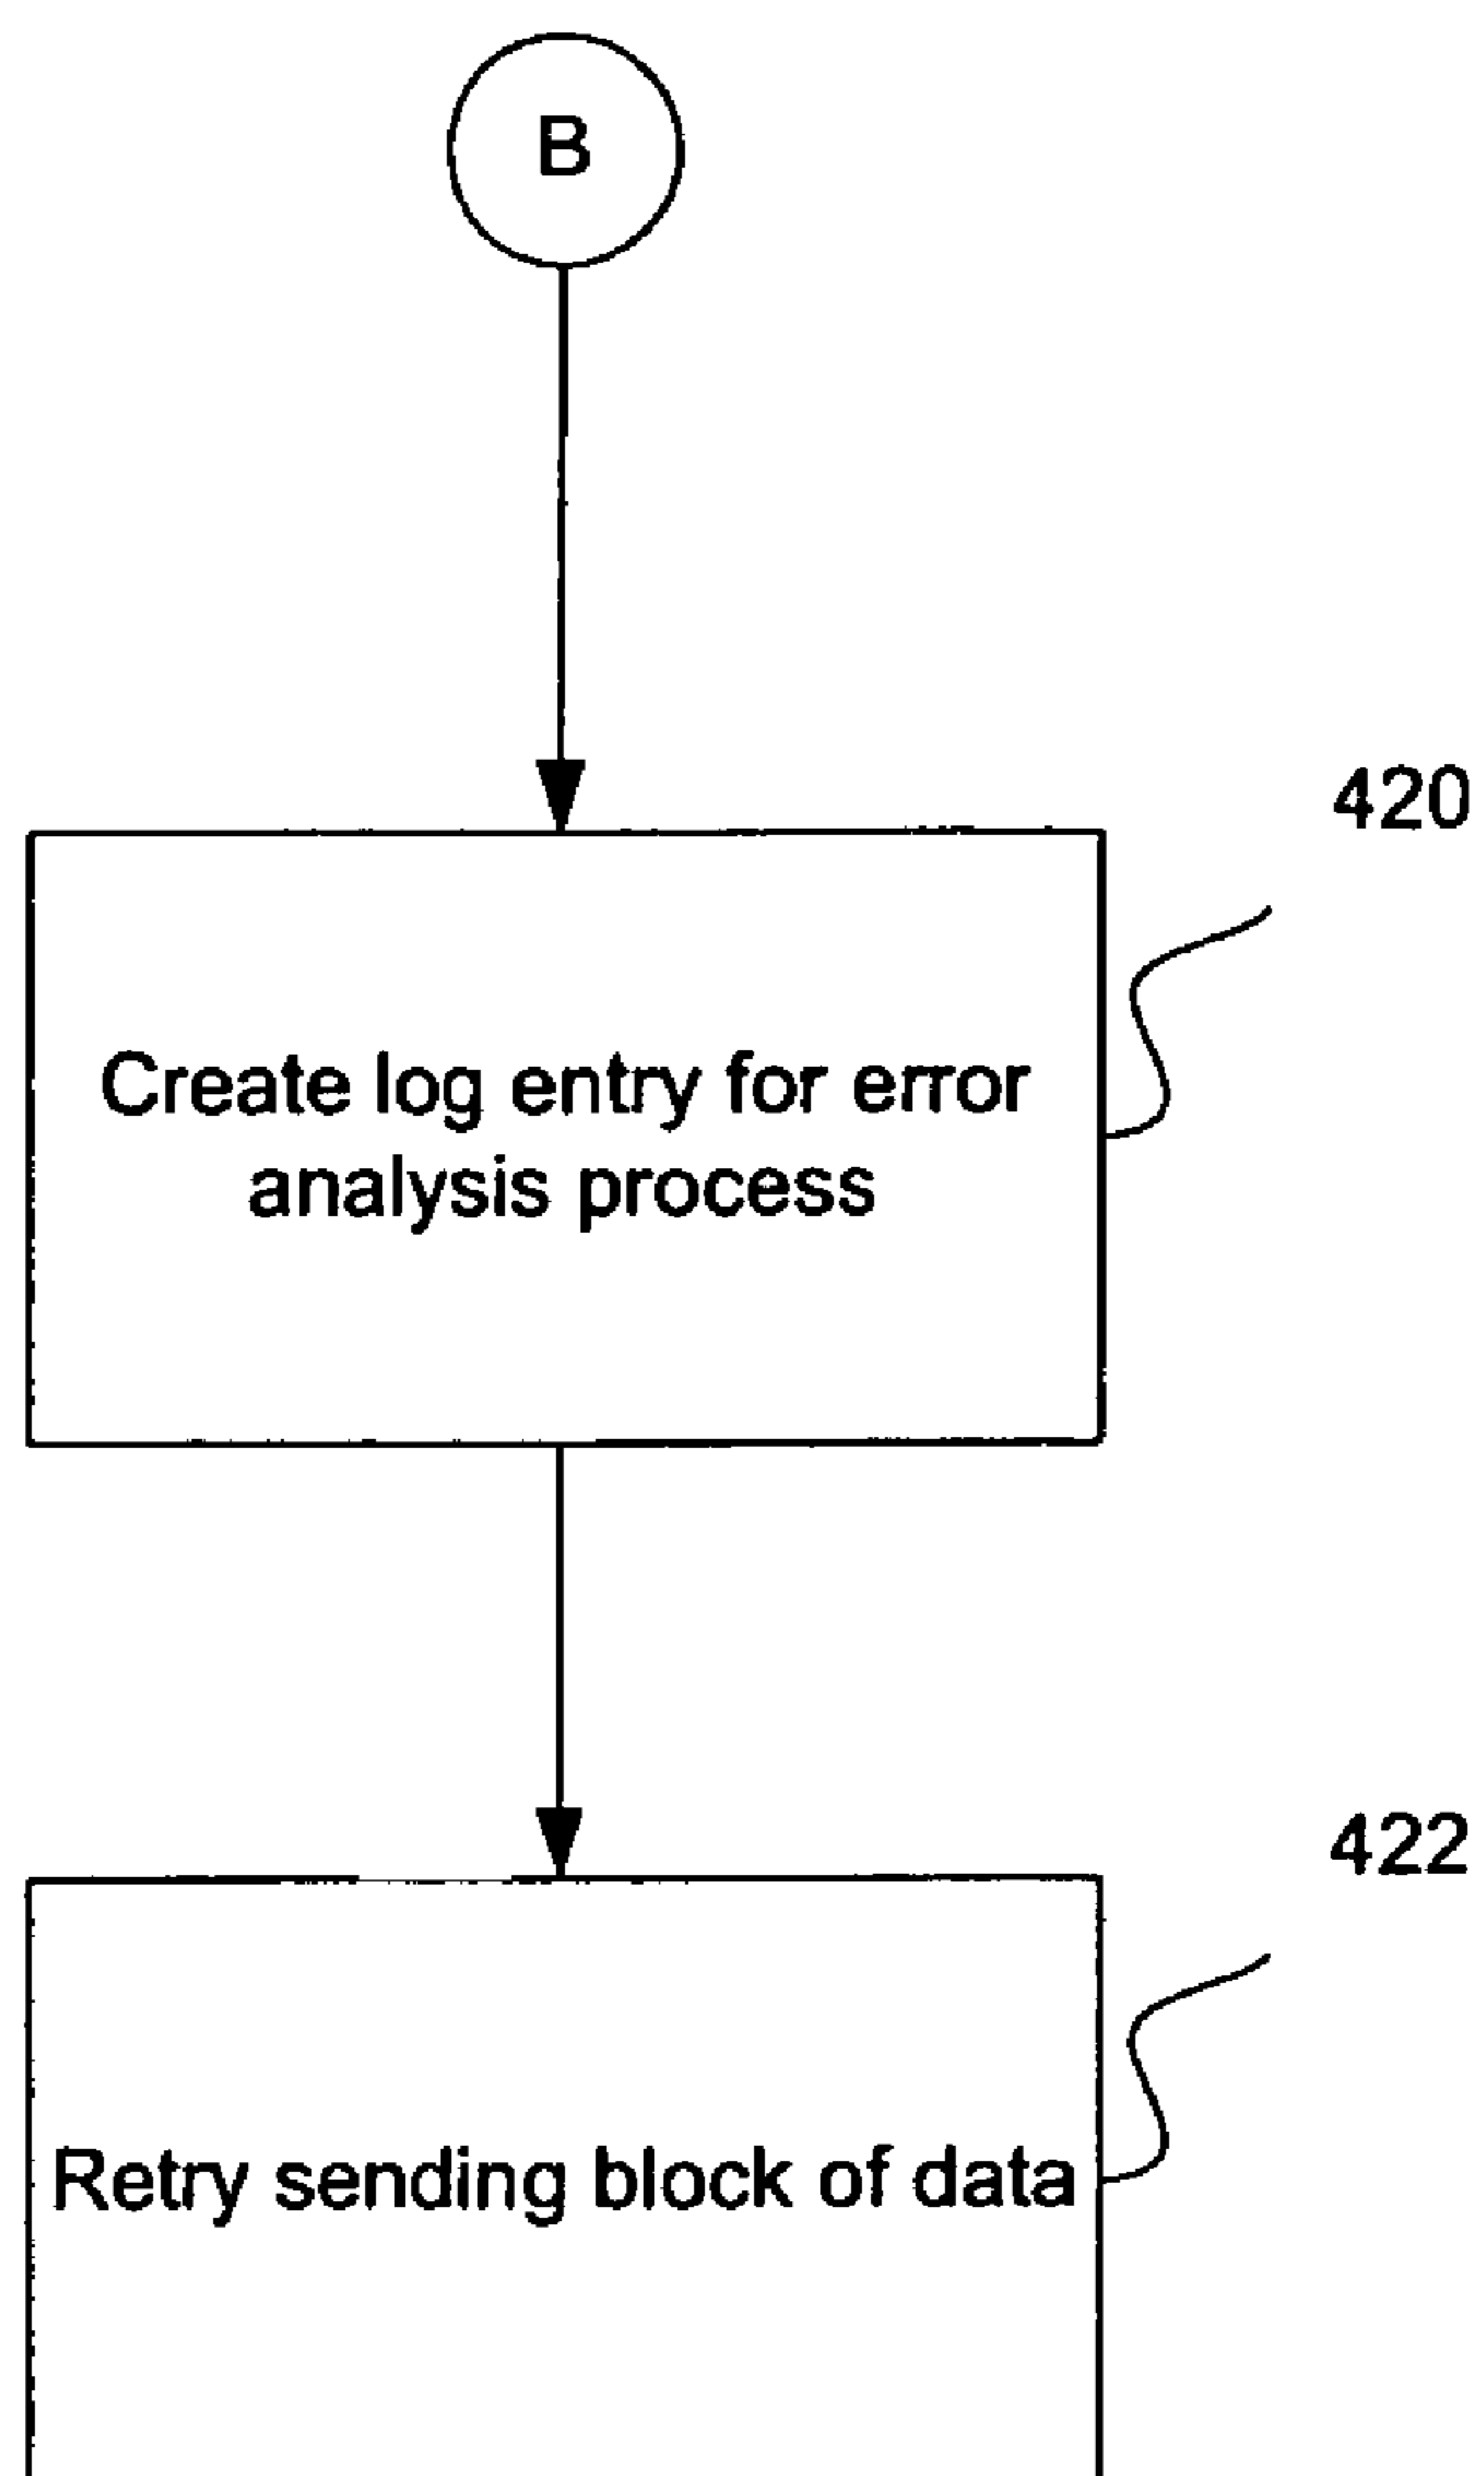 B
420
Create log entry for error
analysis process
422
Retry sending block of data